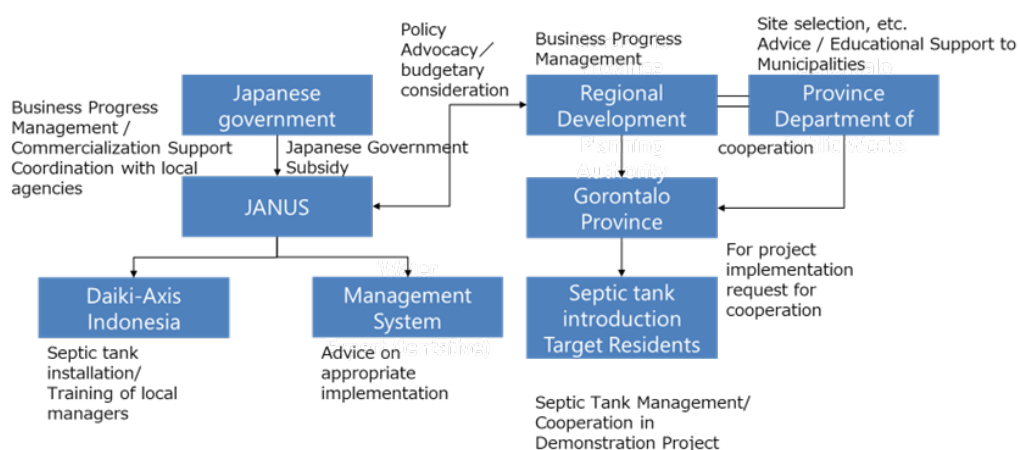 Policy
Advocacy／
budgetary
consideration
Business Progress
Management
Site selection, etc.
Advice / Educational Support to
Municipalities
Business Progress
Management /
Commercialization Support
Coordination with local
agencies
Japanese
government
Regional
Development
Planning
Authority
Province
Department of
cooperation
Japanese Government
Subsidy
JANUS
Gorontalo
Province
For project
implementation
request for
cooperation
Daiki-Axis
Indonesia
Management
System
Septic tank
introduction
Target Residents
Septic tank
installation/
Training of local
managers
Advice on
appropriate
implementation
Septic Tank Management/
Cooperation in
Demonstration Project